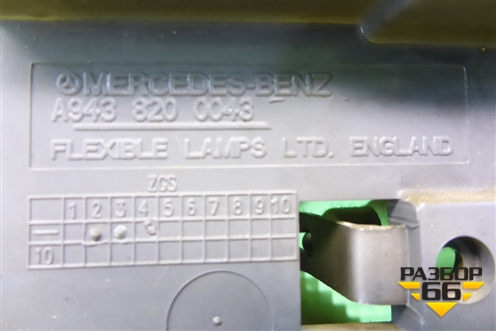 MERCEDES-BENZ
A943 820 0043
FLEXIBLE LAMPS LTD. ENGLAND
ZGS
1 2 3 4 5 6 7 8 9 10
10
РАЗБОР
66